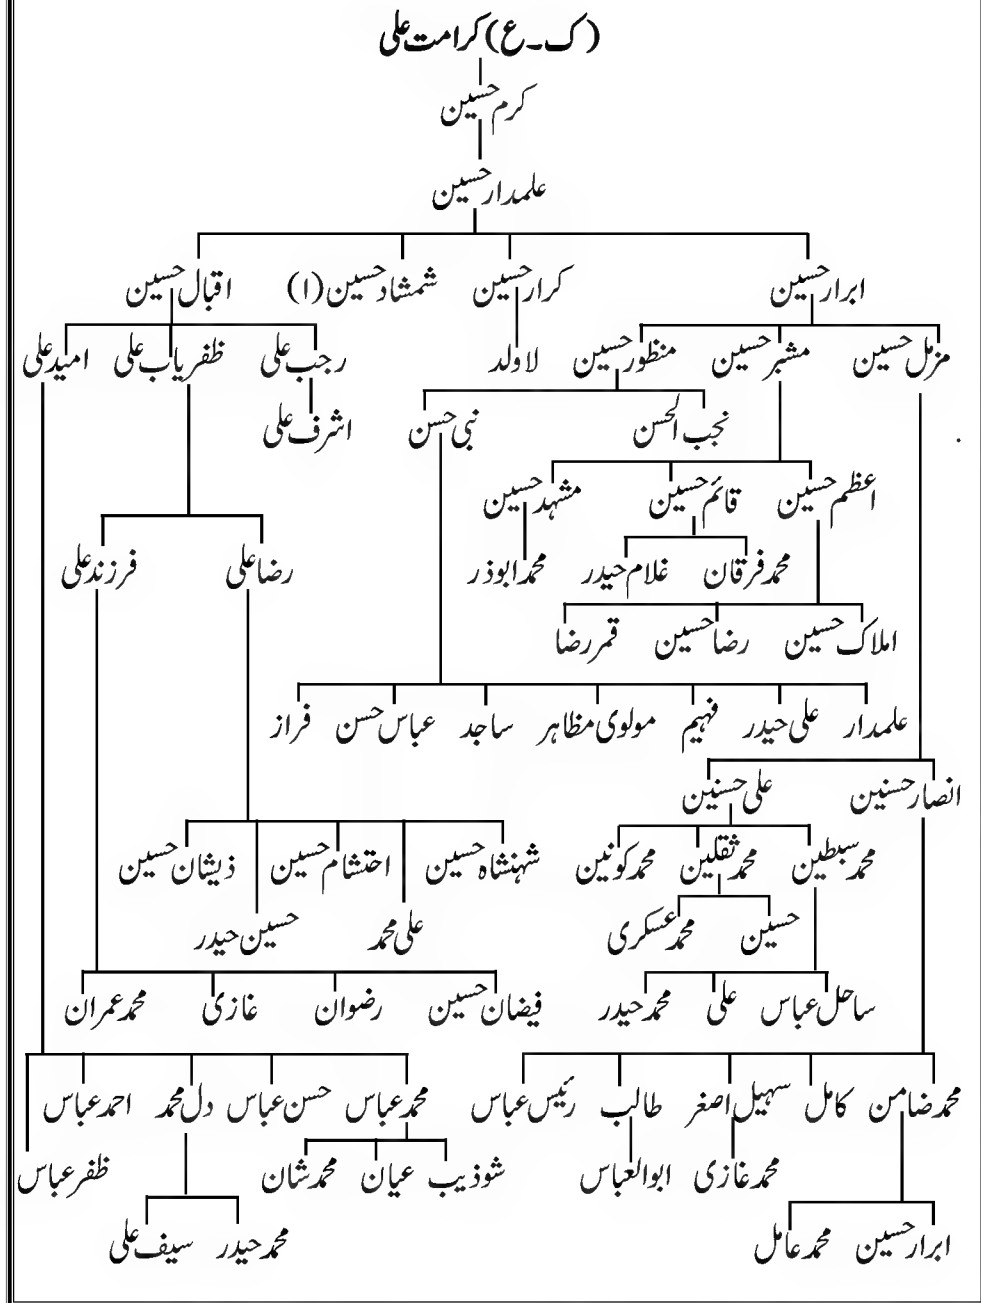 (ک۔ع) کرامت علی
کرم حسین
علمدار حسین
ابرار حسین کرار حسین شمشاد حسین (۱) اقبال حسین
مزمل حسین مشبر حسین منظور حسین لاولد رجب علی ظفریاب علی امید علی
نجب الحسن نبی حسن اشرف علی
اعظم حسین قائم حسین مشہد حسین
محمد فرقان غلام حیدر محمد ابوذر رضا علی فرزند علی
املاک حسین رضا حسین قمر رضا
علمدار علی حیدر فہیم مولوی مظاہر ساجد عباس حسن فراز
انصار حسنین علی حسنین
محمد سبطین محمد ثقلین محمد کونین شہنشاہ حسین احتشام حسین ذیشان حسین
حسین محمد عسکری علی محمد حسین حیدر
ساحل عباس علی محمد حیدر فیضان حسین رضوان غازی محمد عمران
محمد ضامن کامل سہیل اصغر طالب رئیس عباس محمد عباس حسن عباس دل محمد احمد عباس
محمد غازی ابوالعباس شوذیب عیان محمد شان ظفر عباس
ابرار حسین محمد عامل محمد حیدر سیف علی